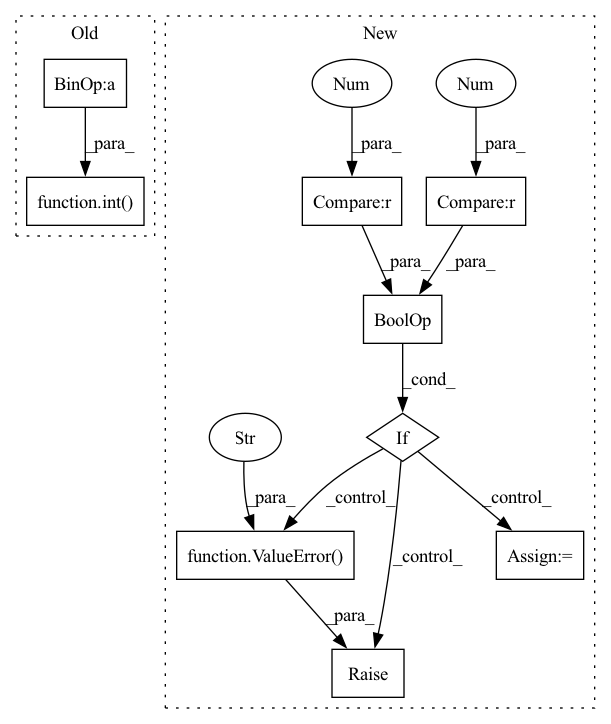 Old
New
BinOp:a
Num
Num
_para_
_para_
_para_
function.int()
Compare:r
Compare:r
_para_
_para_
BoolOp
_cond_
Str
If
_para_
_control_
_control_
function.ValueError()
_control_
Assign:=
_para_
Raise